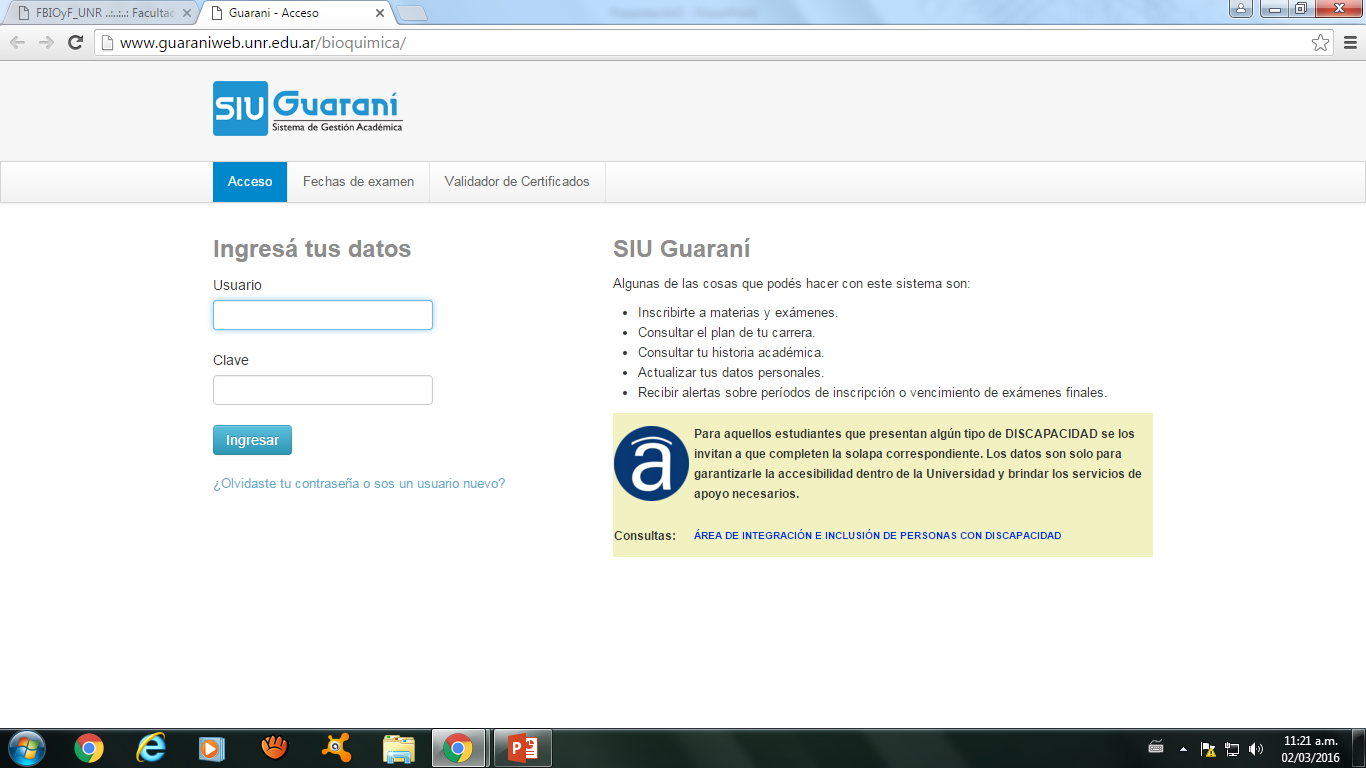 FBIOyF_UNR ..:..:..: Facultad
Guarani - Acceso
www.guaraniweb.unr.edu.ar/bioquimica/
SIU Guaraní
Sistema de Gestión Académica
Acceso
Fechas de examen
Validador de Certificados
Ingresá tus datos
Usuario
Clave
Ingresar
¿Olvidaste tu contraseña o sos un usuario nuevo?
SIU Guaraní
Algunas de las cosas que podés hacer con este sistema son:
Inscribirte a materias y exámenes.
Consultar el plan de tu carrera.
Consultar tu historia académica.
Actualizar tus datos personales.
Recibir alertas sobre períodos de inscripción o vencimiento de exámenes finales.
a
Para aquellos estudiantes que presentan algún tipo de DISCAPACIDAD se los
invitan a que completen la solapa correspondiente. Los datos son solo para
garantizarle la accesibilidad dentro de la Universidad y brindar los servicios de
apoyo necesarios.
Consultas: ÁREA DE INTEGRACIÓN E INCLUSIÓN DE PERSONAS CON DISCAPACIDAD
11:21 a.m.
02/03/2016